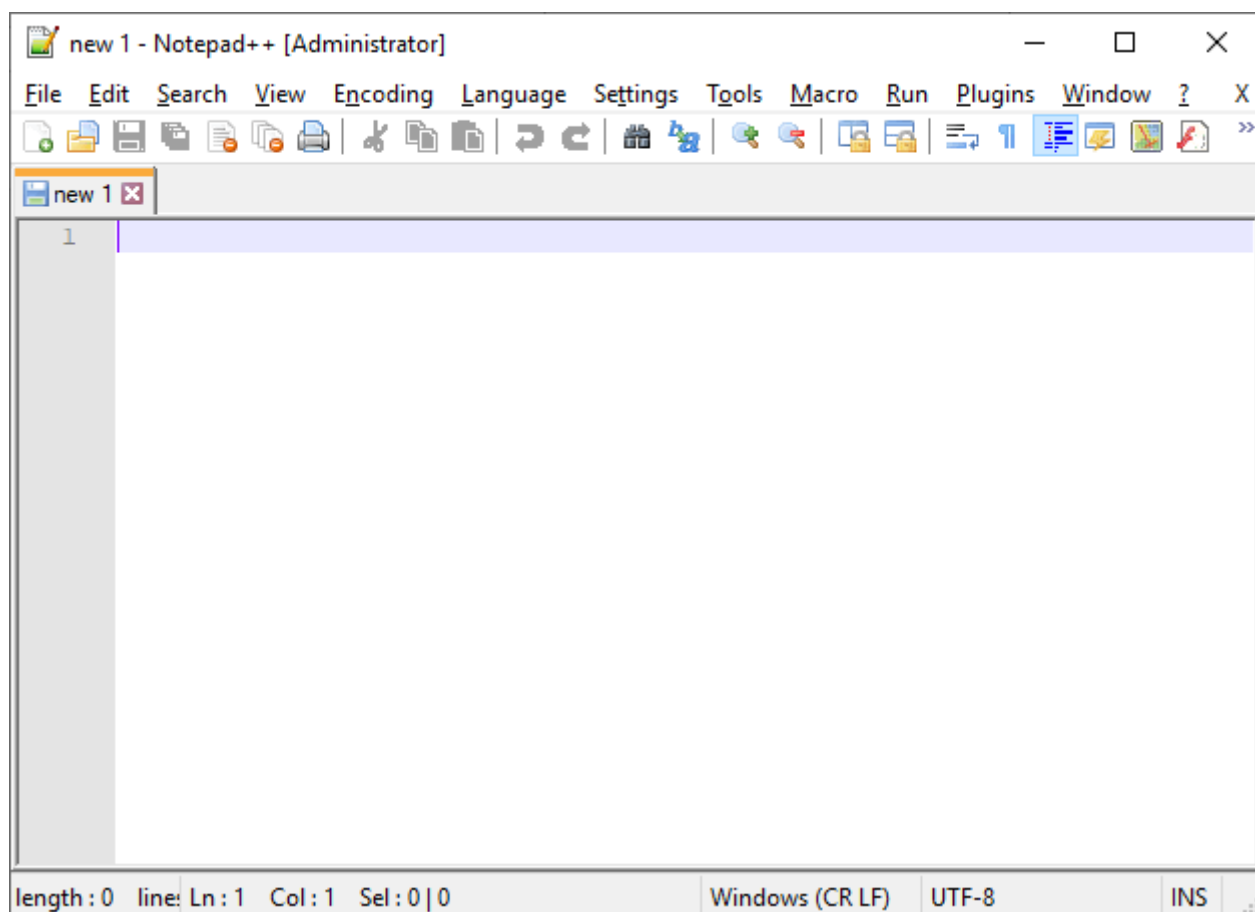 new 1 - Notepad++ [Administrator]
File Edit Search View Encoding Language Settings Tools Macro Run Plugins Window ? X
new 1
1
length : 0 line Ln : 1 Col : 1 Sel : 0 | 0 Windows (CR LF) UTF-8 INS